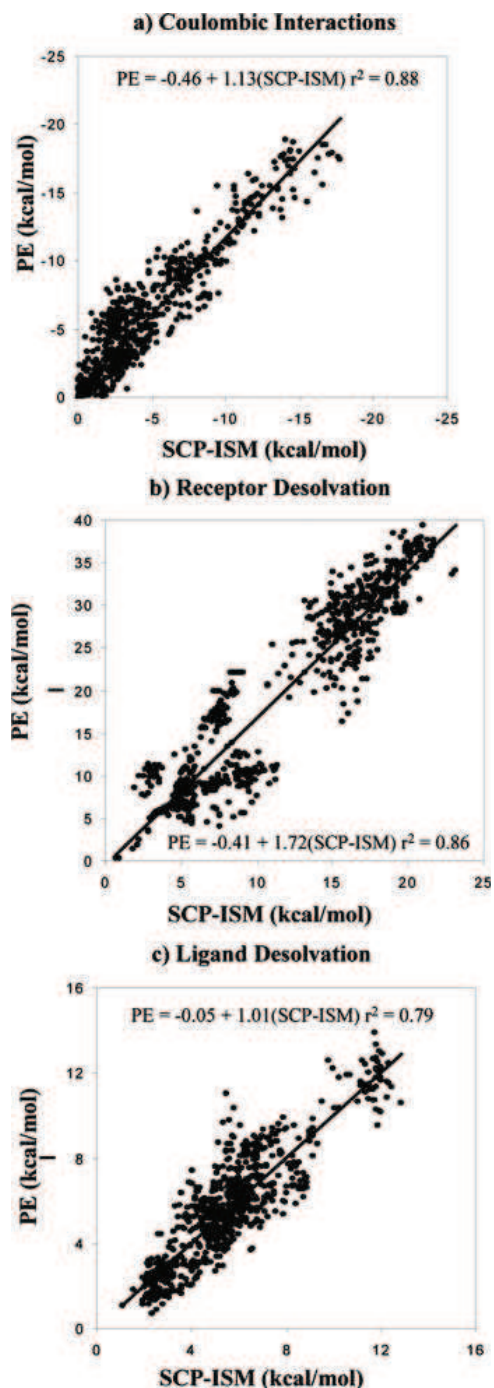 a) Coulombic Interactions
PE = -0.46 + 1.13(SCP-ISM) r² = 0.88
PE (kcal/mol)
-25
-20
-15
-10
-5
0
0 -5 -10 -15 -20 -25
SCP-ISM (kcal/mol)
b) Receptor Desolvation
PE (kcal/mol)
40
35
30
25
20
15
10
5
0
PE = -0.41 + 1.72(SCP-ISM) r² = 0.86
0 5 10 15 20 25
SCP-ISM (kcal/mol)
c) Ligand Desolvation
PE = -0.05 + 1.01(SCP-ISM) r² = 0.79
PE (kcal/mol)
16
12
8
4
0
0 4 8 12 16
SCP-ISM (kcal/mol)